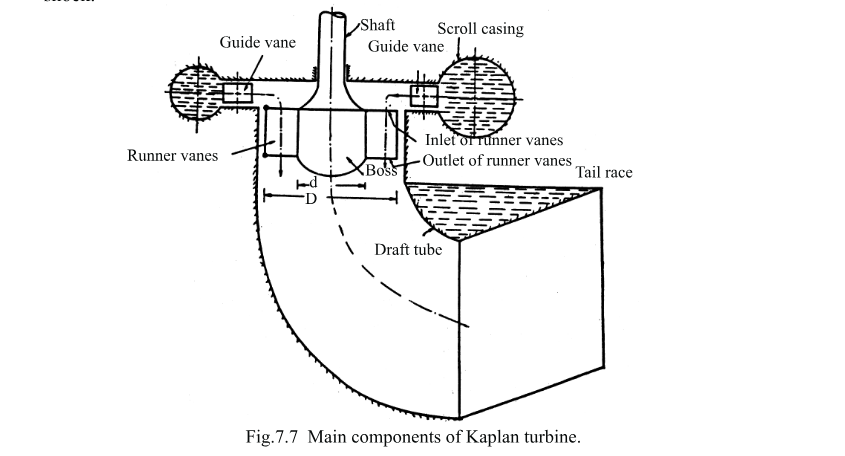 shock.
Shaft
Scroll casing
Guide vane
Guide vane
Inlet of runner vanes
Runner vanes
Outlet of runner vanes
Boss
Tail race
d
D
Draft tube
Fig.7.7 Main components of Kaplan turbine.